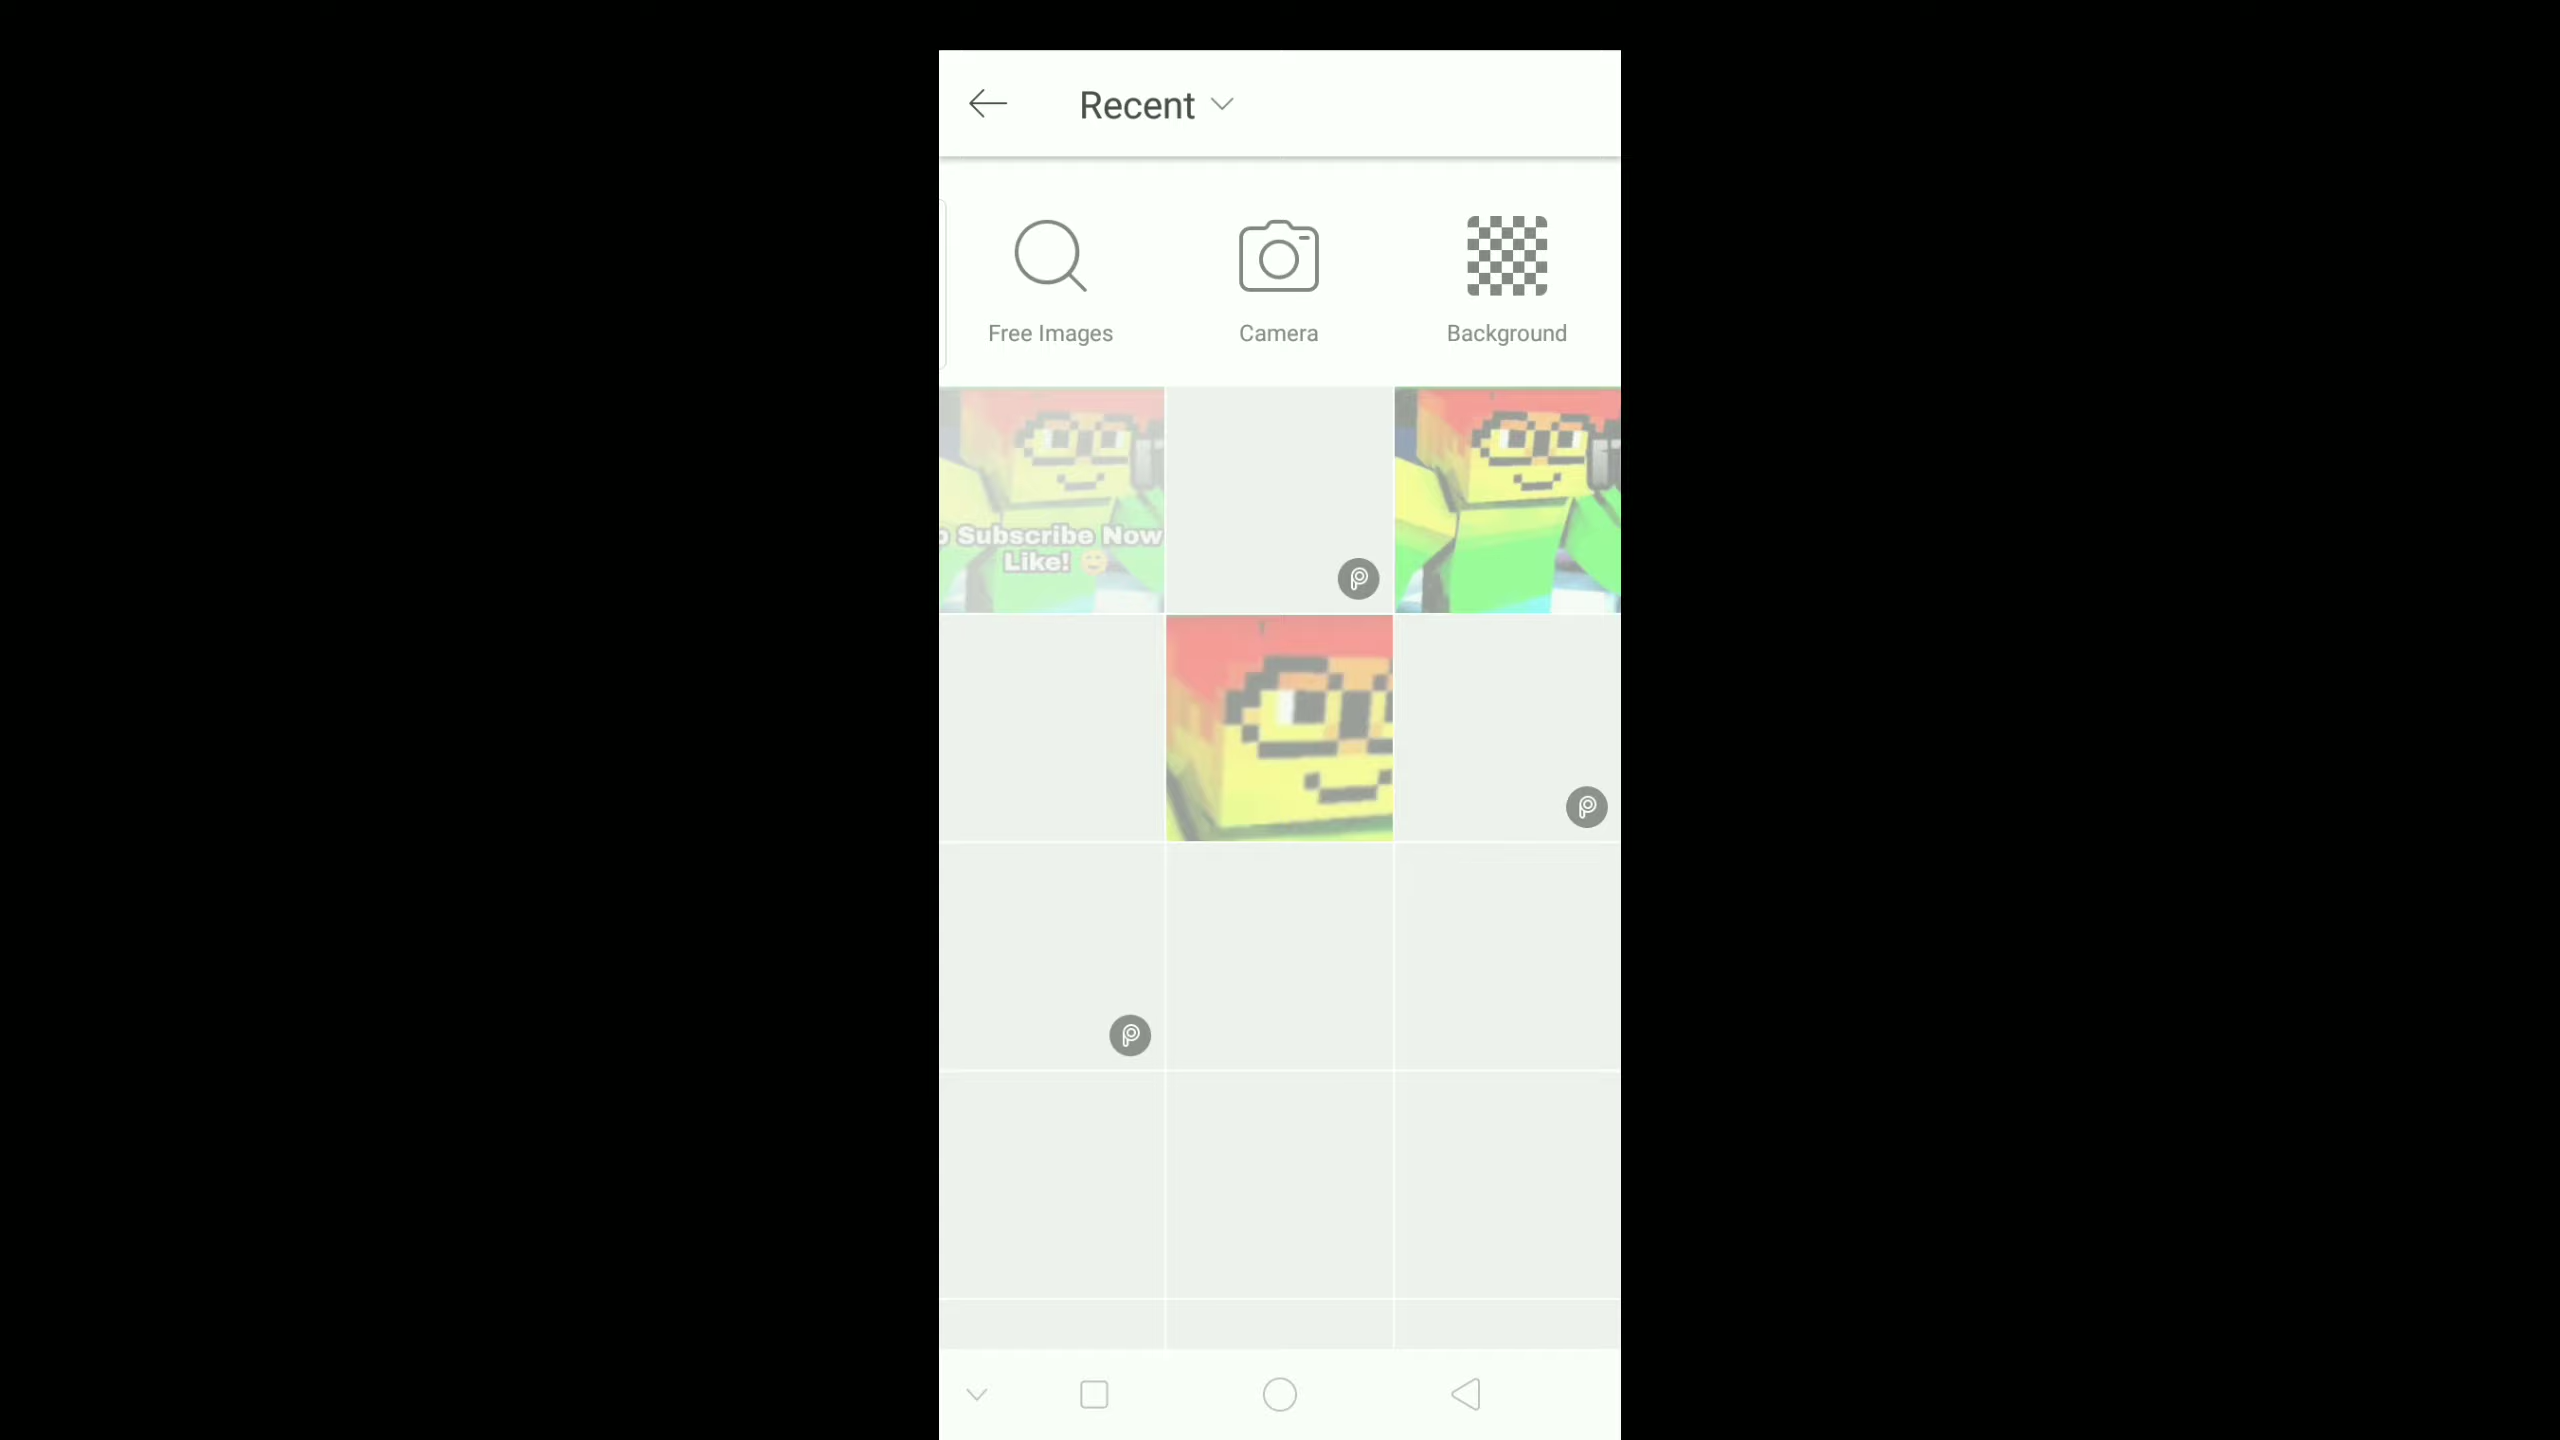 Recent
Free Images
Camera
Background
Subscribe Now
Like! 😊